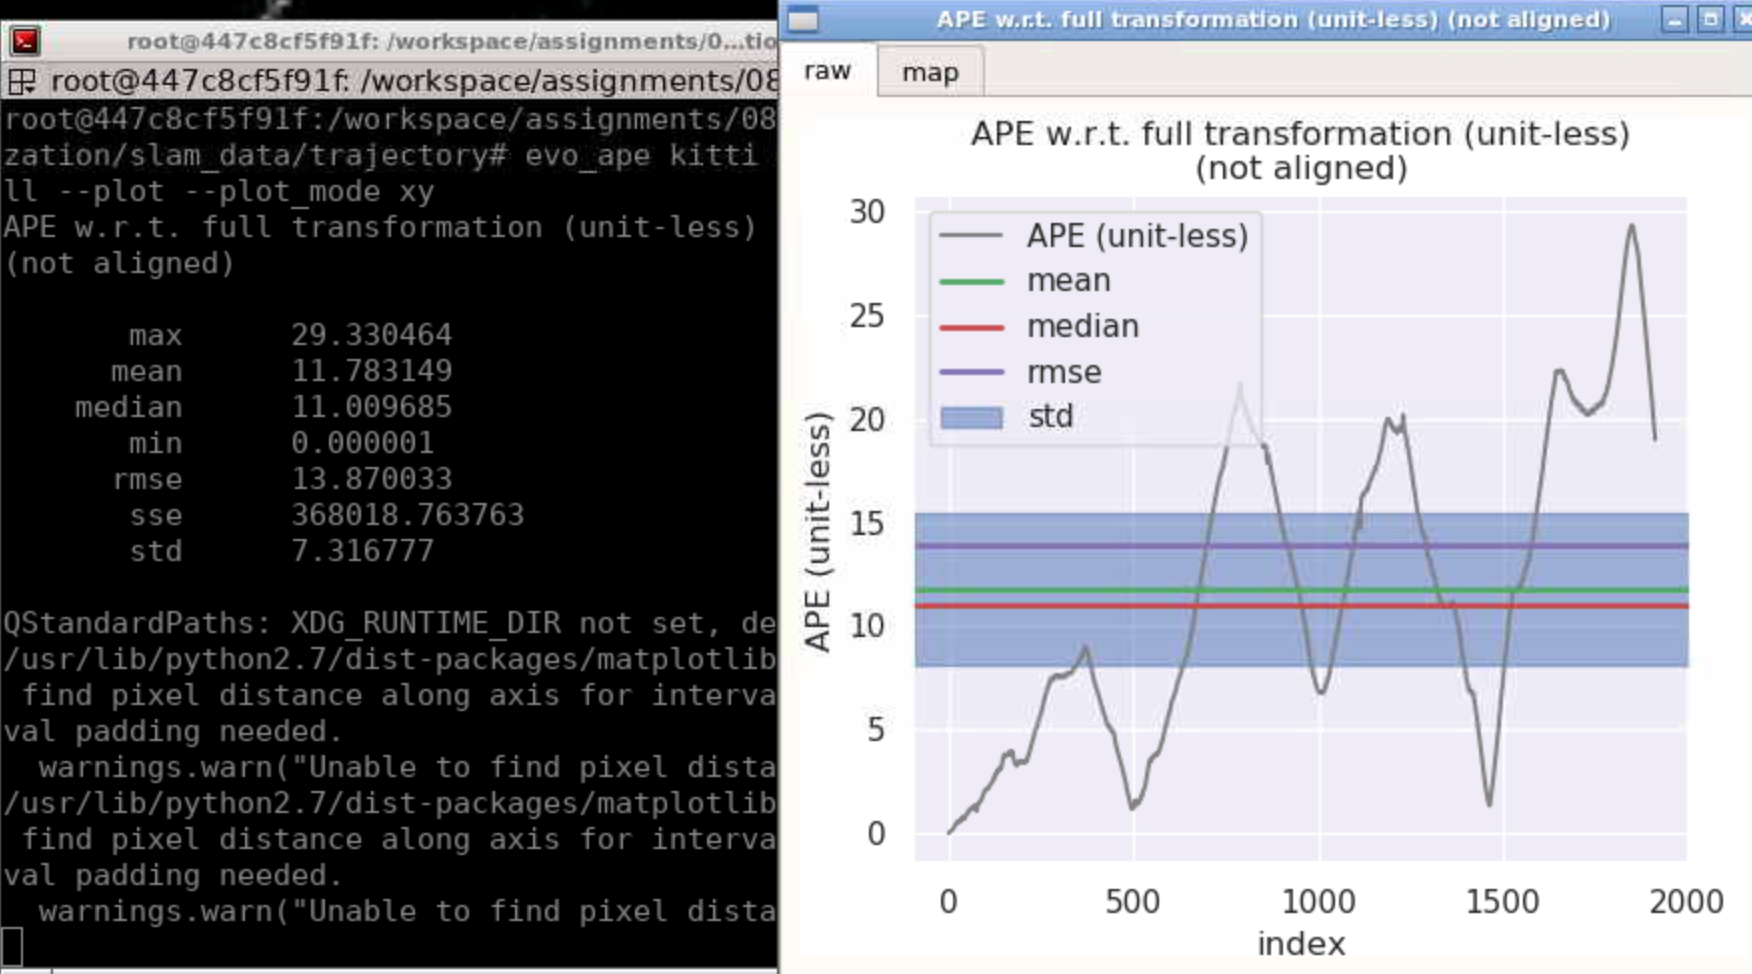 root@447c8cf5f91f: /workspace/assignments/0...tio
root@447c8cf5f91f: /workspace/assignments/08
root@447c8cf5f91f:/workspace/assignments/08
zation/slam_data/trajectory# evo_ape kitti
ll --plot --plot_mode xy
APE w.r.t. full transformation (unit-less)
(not aligned)
max 29.330464
mean 11.783149
median 11.009685
min 0.000001
rmse 13.870033
sse 368018.763763
std 7.316777
QStandardPaths: XDG_RUNTIME_DIR not set, de
/usr/lib/python2.7/dist-packages/matplotlib
find pixel distance along axis for interva
val padding needed.
warnings.warn("Unable to find pixel dista
/usr/lib/python2.7/dist-packages/matplotlib
find pixel distance along axis for interva
val padding needed.
warnings.warn("Unable to find pixel dista
APE w.r.t. full transformation (unit-less) (not aligned)
raw map
APE w.r.t. full transformation (unit-less)
(not aligned)
APE (unit-less)
mean
median
rmse
std
APE (unit-less)
30
25
20
15
10
5
0
0 500 1000 1500 2000
index